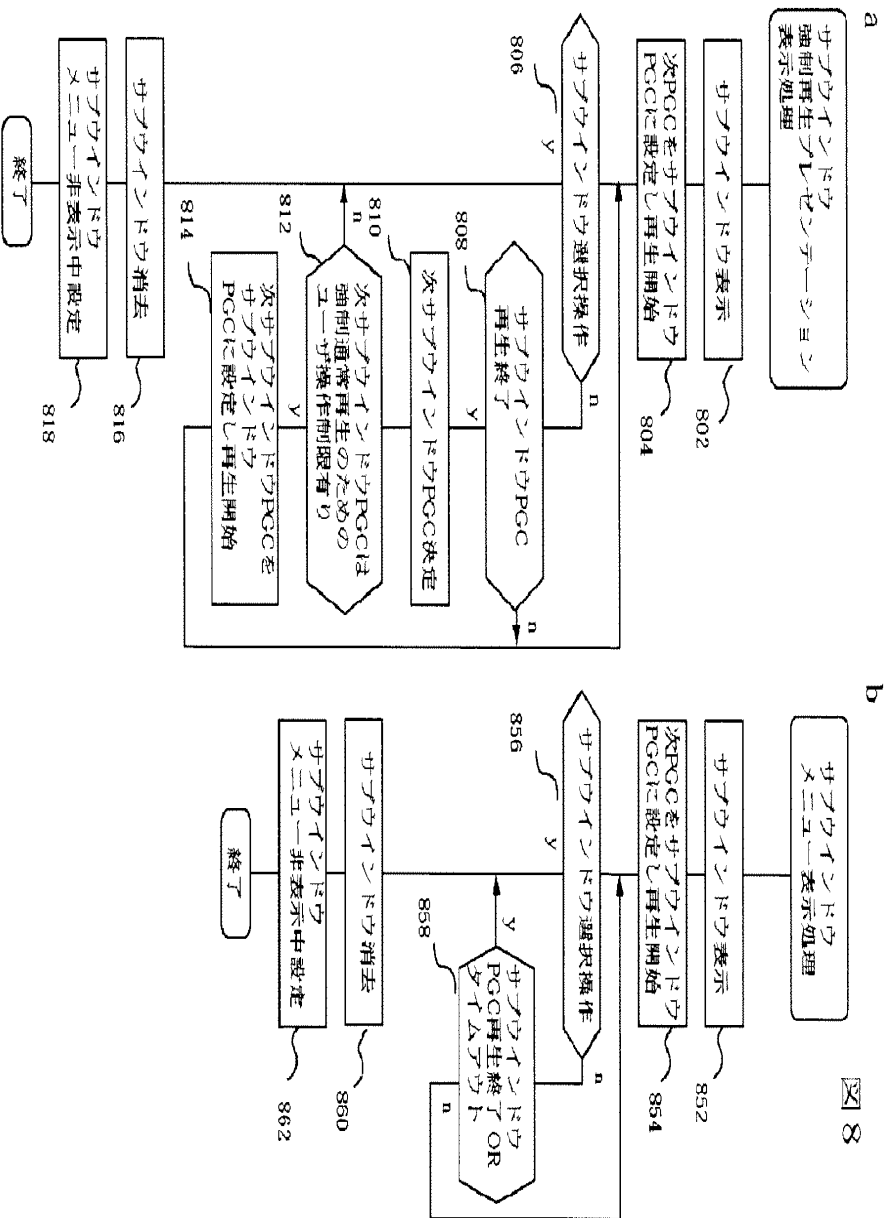 図 8
a
サブウインドウ
強制再生プレゼンテーション
表示処理
サブウインドウ表示
802
次PGCをサブウインドウ
PGCに設定し再生開始
804
サブウインドウ選択操作
806
y
n
サブウインドウPGC
再生終了
808
n
y
次サブウインドウPGC決定
810
次サブウインドウPGCは
強制通常再生のための
ユーザ操作制限有り
812
n
y
次サブウインドウPGCを
サブウインドウ
PGCに設定し再生開始
814
サブウインドウ消去
816
サブウインドウ
メニュー非表示中設定
818
終了
b
サブウインドウ
メニュー表示処理
サブウインドウ表示
852
次PGCをサブウインドウ
PGCに設定し再生開始
854
サブウインドウ選択操作
856
y
n
サブウインドウ
PGC再生終了 OR
タイムアウト
858
y
n
サブウインドウ消去
860
サブウインドウ
メニュー非表示中設定
862
終了